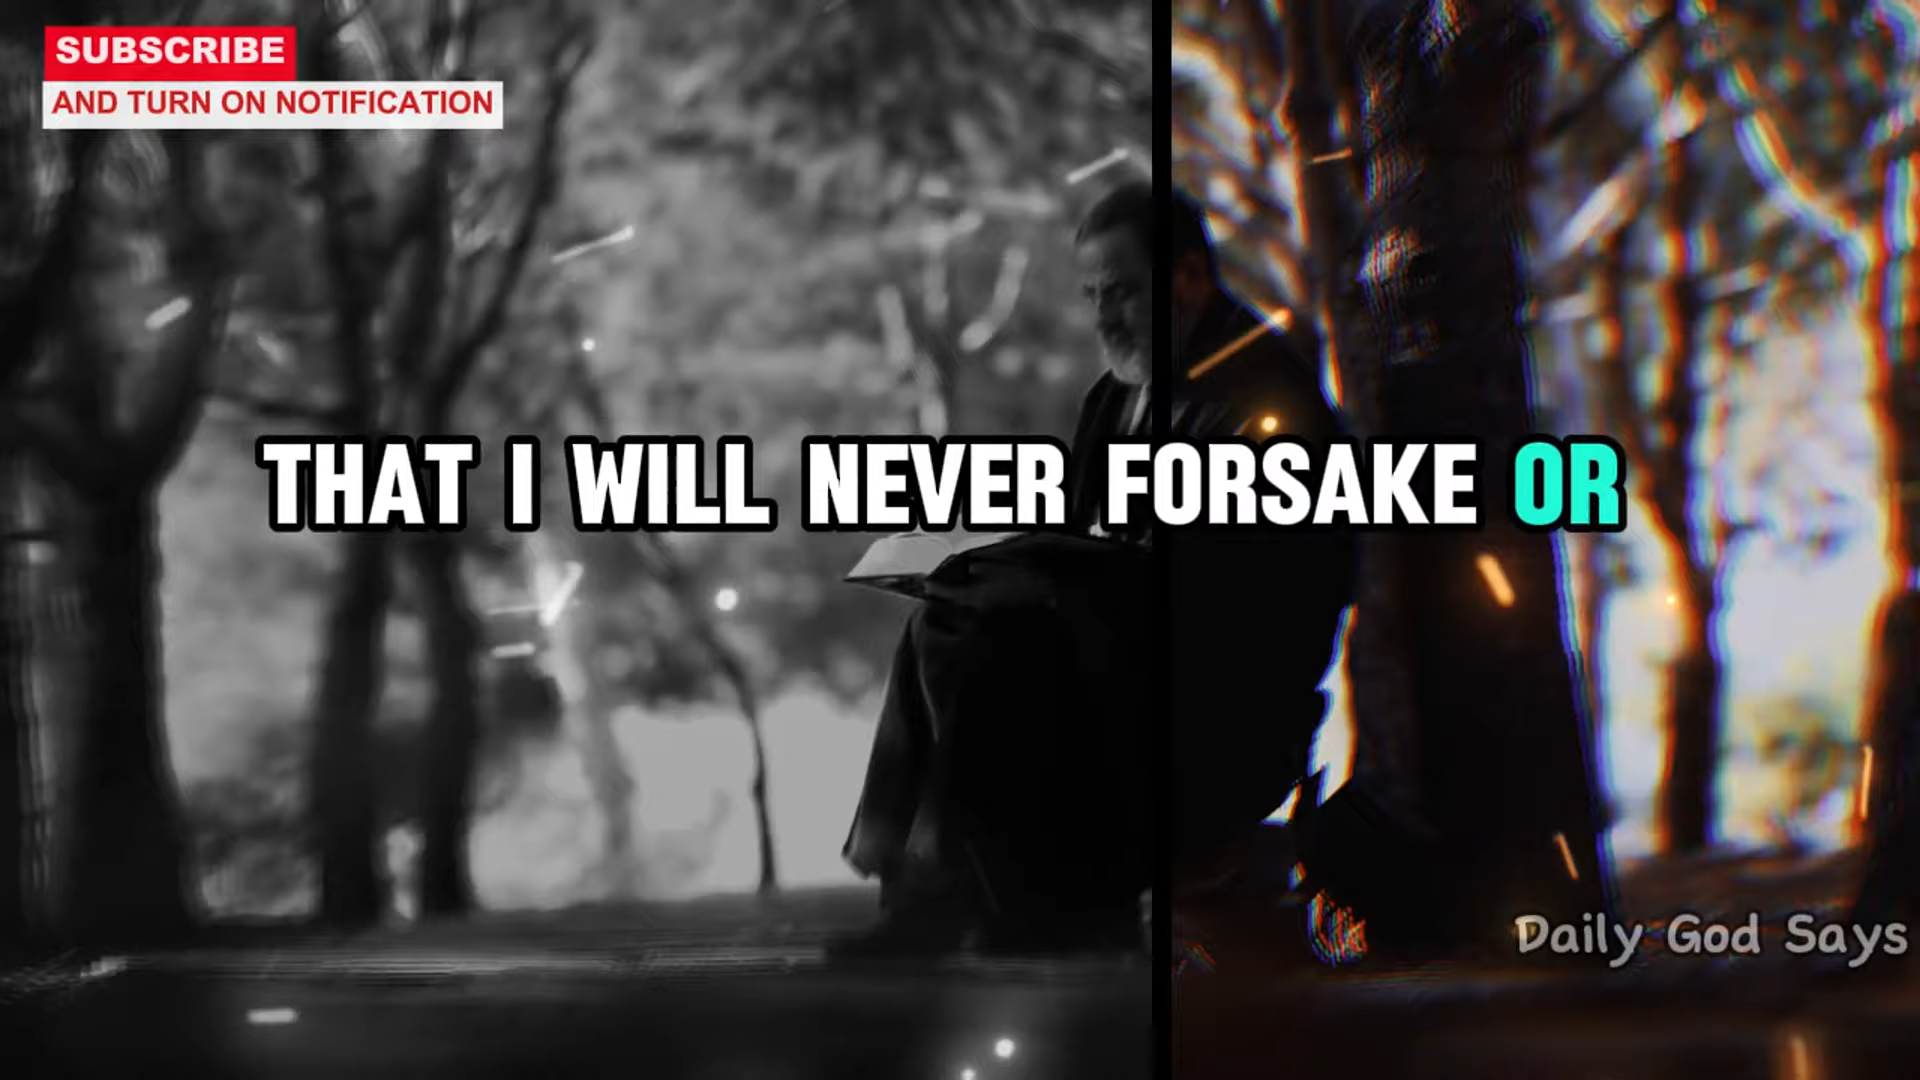 SUBSCRIBE
AND TURN ON NOTIFICATION
THAT I WILL NEVER FORSAKE OR
Daily God Says